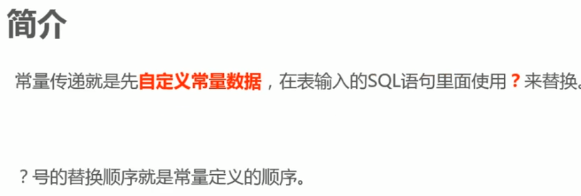 简介
常量传递就是先自定义常量数据，在表输入的SQL语句里面使用？来替换。
？号的替换顺序就是常量定义的顺序。